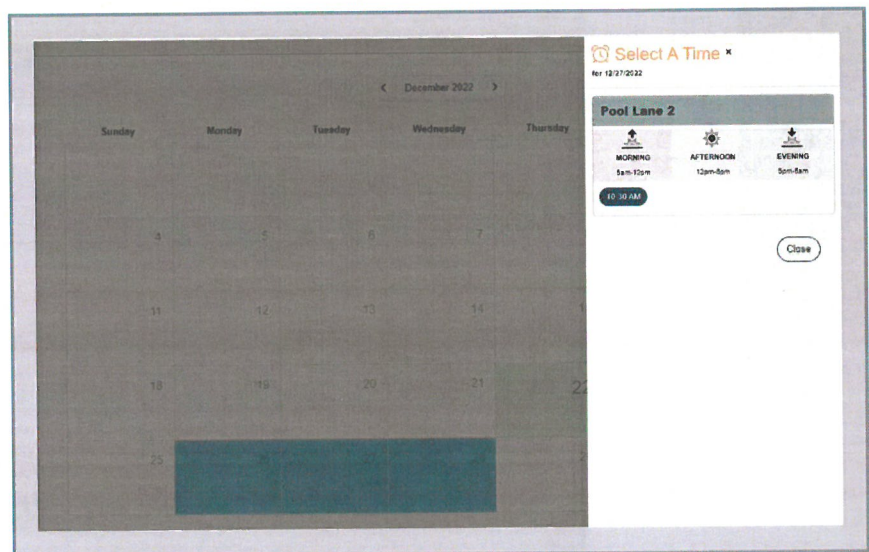 Select A Time ×
for 12/27/2022
December 2022
Sunday Monday Tuesday Wednesday Thursday
Pool Lane 2
MORNING AFTERNOON EVENING
5am-12pm 12pm-5pm 5pm-5am
10:30 AM
4 5 6 7
Close
11 12 13 14
18 19 20 21 22
25